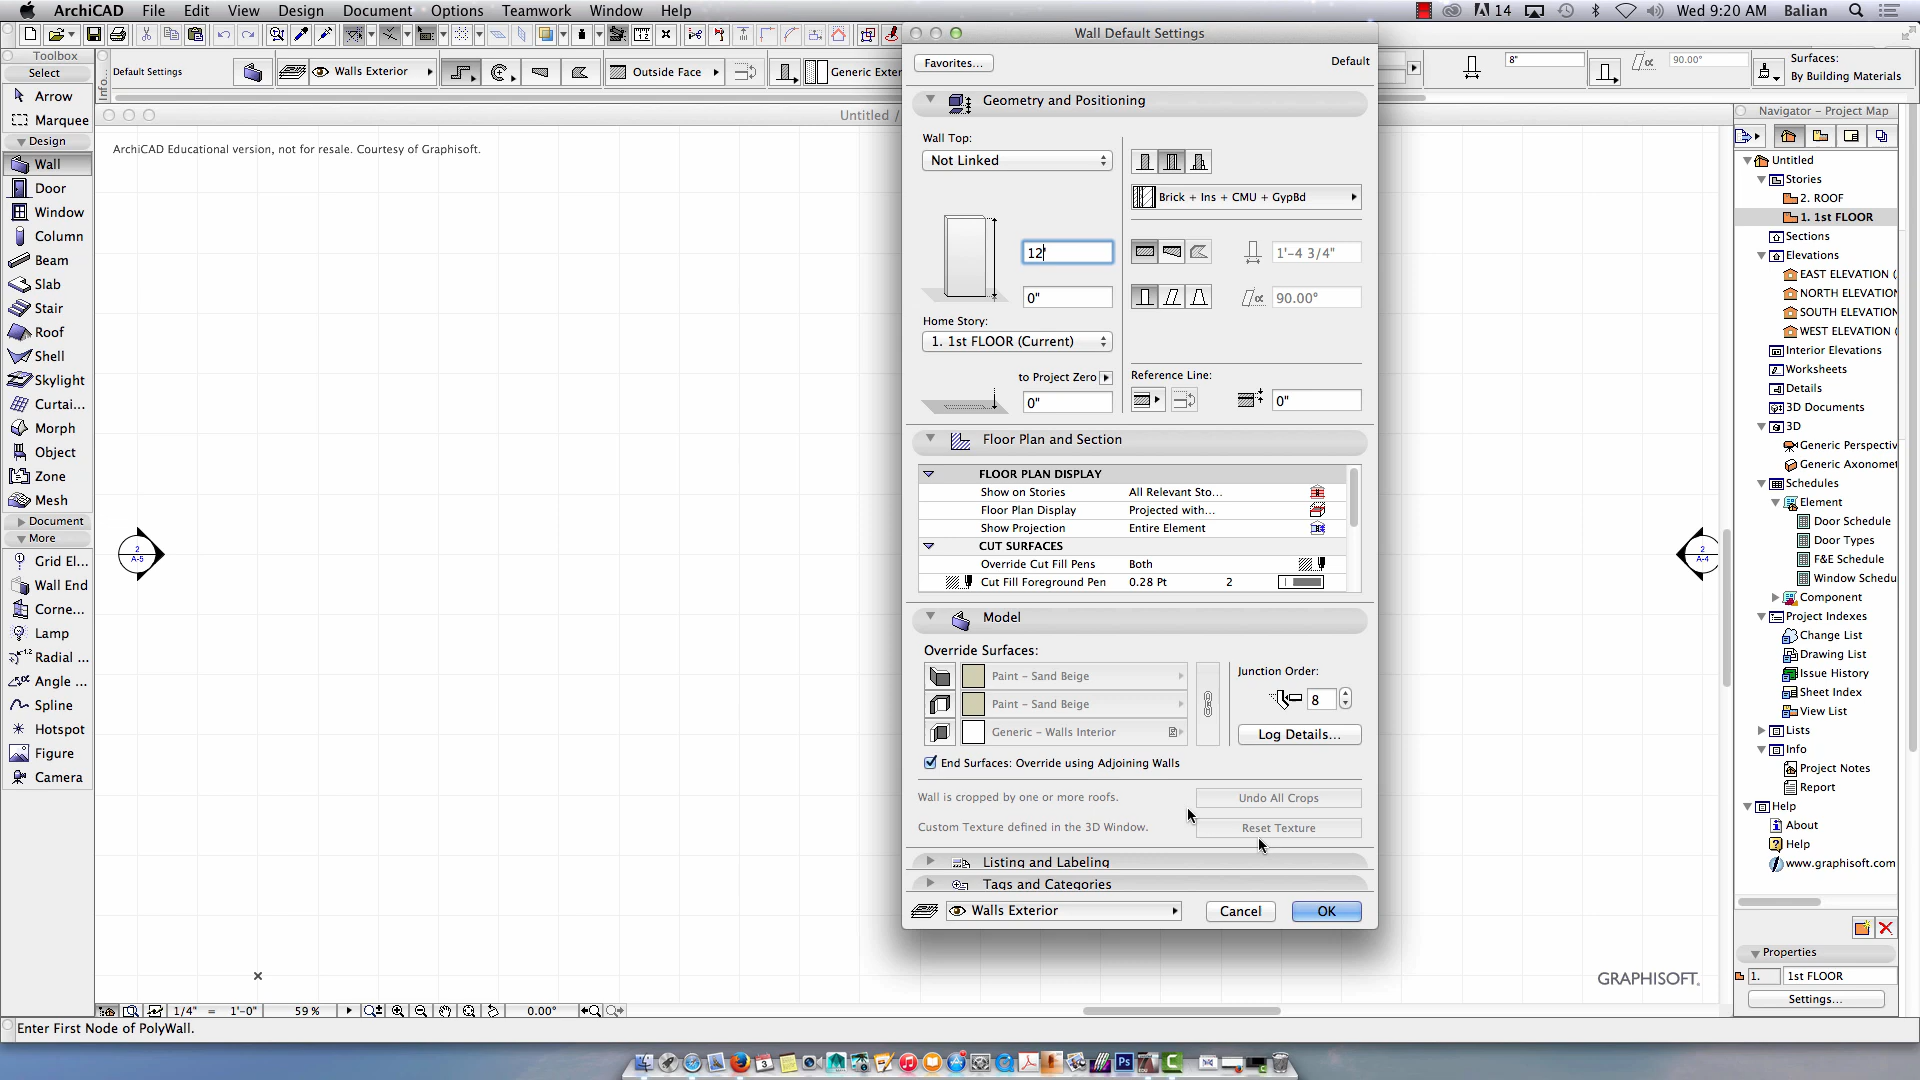 ArchiCAD File Edit View Design Document Options Teamwork Window Help 14 Wed 9:20 AM Balian
Toolbox
Select
Arrow
Marquee
Design
Wall
Door
Window
Column
Beam
Slab
Stair
Roof
Shell
Skylight
Curtai...
Morph
Object
Zone
Mesh
Document
More
Grid El...
Wall End
Corne...
Lamp
Radial ...
Angle ...
Spline
Hotspot
Figure
Camera
Info...
Default Settings
Walls Exterior
Outside Face
Generic Exter
8"
90.00°
Surfaces:
By Building Materials
Untitled /
ArchiCAD Educational version, not for resale. Courtesy of Graphisoft.
2
A-5
2
A-4
GRAPHISOFT.
Wall Default Settings
Favorites...
Default
Geometry and Positioning
Wall Top:
Not Linked
Brick + Ins + CMU + GypBd
12'
1'-4 3/4"
0"
α 90.00°
Home Story:
1. 1st FLOOR (Current)
to Project Zero
0"
Reference Line:
0"
Floor Plan and Section
FLOOR PLAN DISPLAY
Show on Stories All Relevant Sto...
Floor Plan Display Projected with...
Show Projection Entire Element
CUT SURFACES
Override Cut Fill Pens Both
Cut Fill Foreground Pen 0.28 Pt 2
Model
Override Surfaces:
Paint - Sand Beige
Paint - Sand Beige
Generic - Walls Interior
Junction Order:
8
Log Details...
End Surfaces: Override using Adjoining Walls
Wall is cropped by one or more roofs.
Undo All Crops
Custom Texture defined in the 3D Window.
Reset Texture
Listing and Labeling
Tags and Categories
Walls Exterior
Cancel
OK
Navigator - Project Map
Untitled
Stories
2. ROOF
1. 1st FLOOR
Sections
Elevations
EAST ELEVATION (
NORTH ELEVATION
SOUTH ELEVATION
WEST ELEVATION (
Interior Elevations
Worksheets
Details
3D Documents
3D
Generic Perspectiv
Generic Axonomet
Schedules
Element
Door Schedule
Door Types
F&E Schedule
Window Schedu
Component
Project Indexes
Change List
Drawing List
Issue History
Sheet Index
View List
Lists
Info
Project Notes
Report
Help
About
Help
www.graphisoft.com
Properties
1. 1st FLOOR
Settings...
1/4" = 1'-0" 59 % 0.00°
Enter First Node of PolyWall.
3
Ps